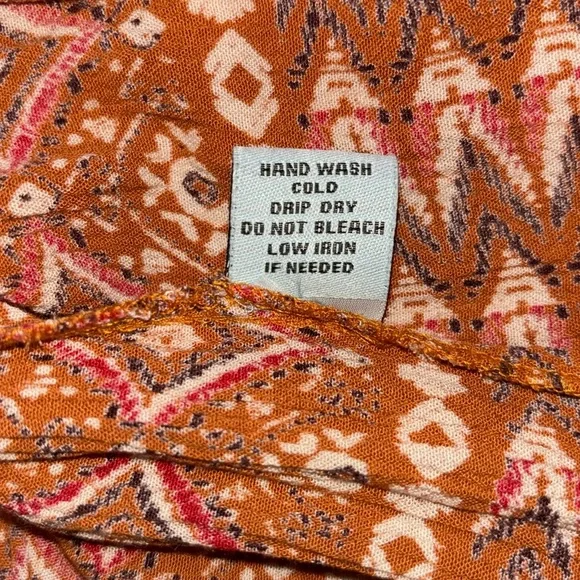 HAND WASH
COLD
DRIP DRY
DO NOT BLEACH
LOW IRON
IF NEEDED